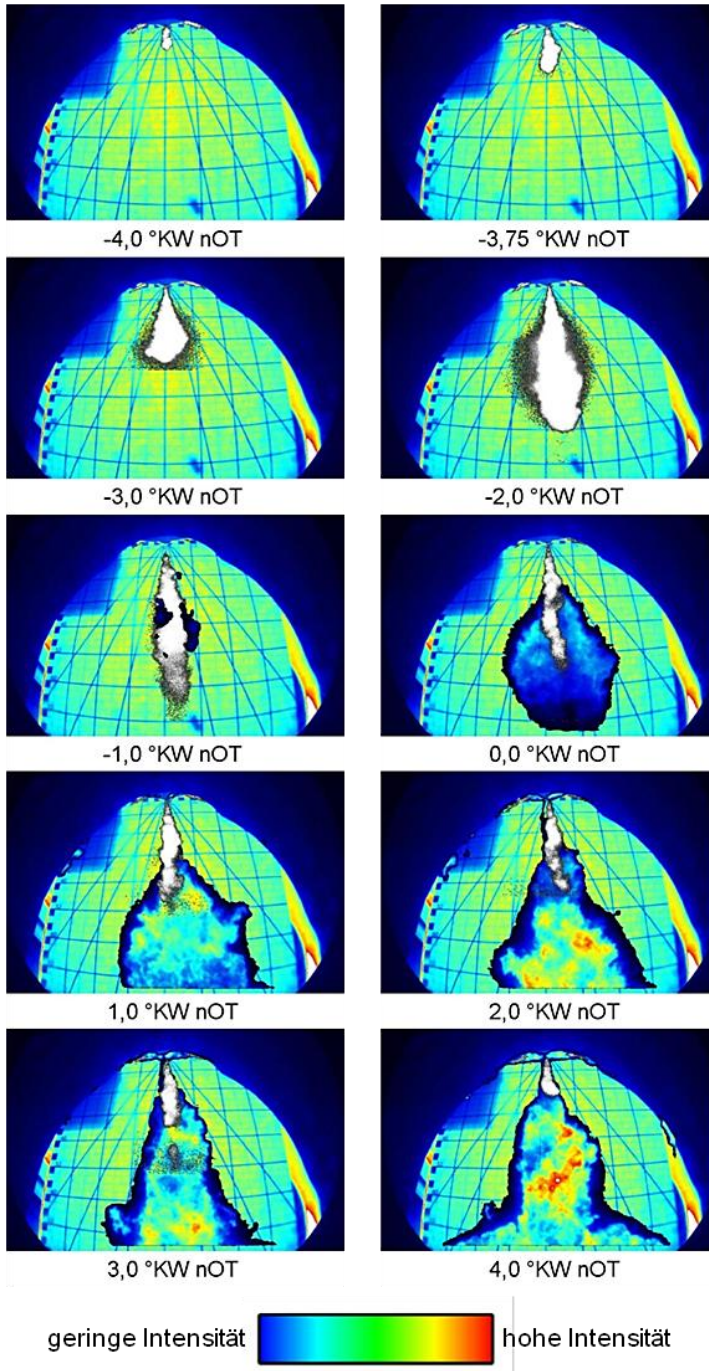 -4,0 °KW nOT
-3,75 °KW nOT
-3,0 °KW nOT
-2,0 °KW nOT
-1,0 °KW nOT
0,0 °KW nOT
1,0 °KW nOT
2,0 °KW nOT
3,0 °KW nOT
4,0 °KW nOT
geringe Intensität
hohe Intensität